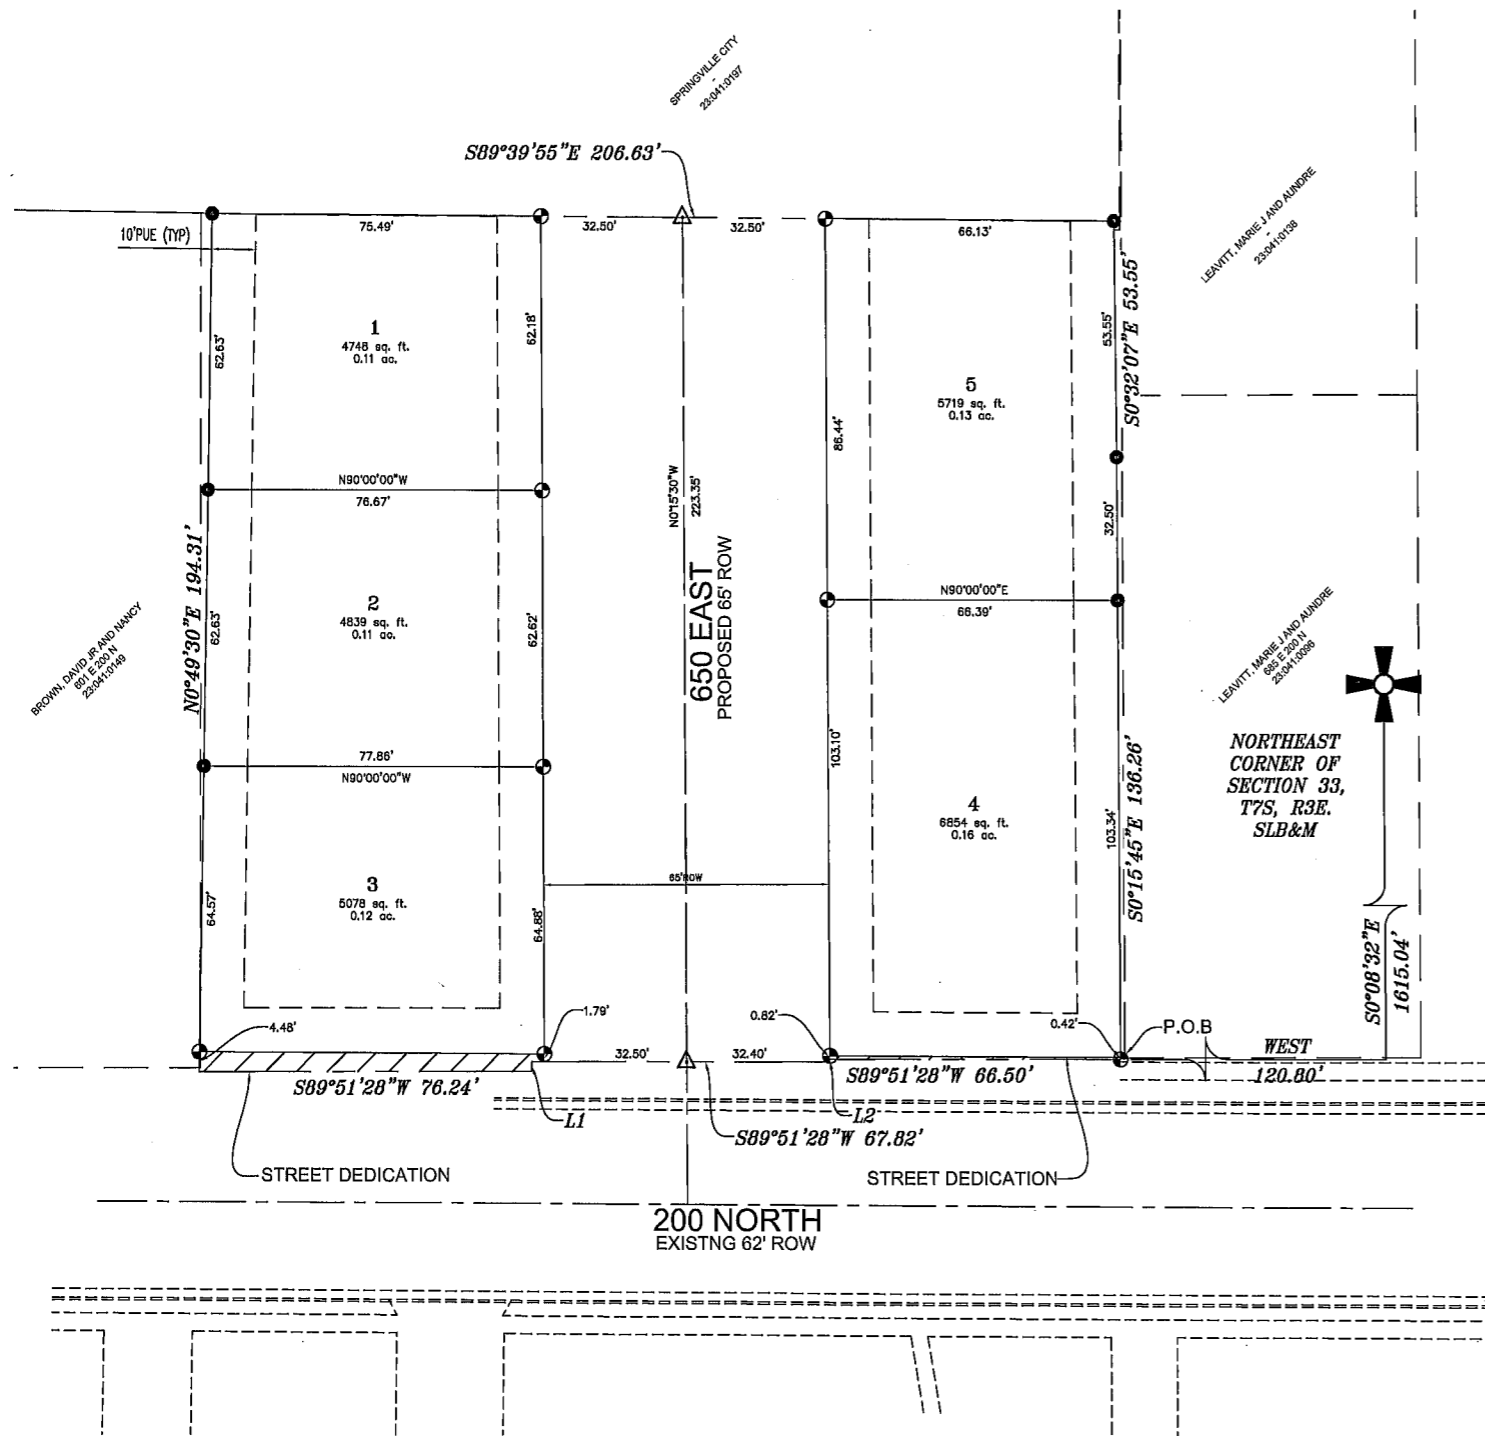 SPRINGVILLE CITY
-
23:041:0197
S89°39'55"E 206.63'
75.49'
32.50'
32.50'
66.13'
10'PUE (TYP)
LEAVITT, MARIE J AND AUNDRE
-
23:041:0136
62.63'
1
4748 sq. ft.
0.11 ac.
62.18'
53.55'
S0°32'07"E 53.55'
5
5719 sq. ft.
0.13 ac.
86.44'
N90°00'00"W
76.67'
N0°15'30"W
223.35'
32.50'
N0°49'30"E 194.31'
62.63'
2
4839 sq. ft.
0.11 ac.
62.62'
650 EAST
PROPOSED 65' ROW
N90°00'00"E
66.39'
BROWN, DAVID JR AND NANCY
601 E 200 N
23:041:0149
LEAVITT, MARIE J AND AUNDRE
685 E 200 N
23:041:0096
77.86'
N90°00'00"W
103.10'
4
6854 sq. ft.
0.16 ac.
103.34'
S0°15'45"E 136.26'
NORTHEAST
CORNER OF
SECTION 33,
T7S, R3E.
SLB&M
64.57'
3
5078 sq. ft.
0.12 ac.
64.88'
65'ROW
S0°08'32"E
1615.04'
4.48'
1.79'
0.82'
0.42'
P.O.B
32.50'
32.40'
WEST
120.80'
S89°51'28"W 76.24'
S89°51'28"W 66.50'
L1
L2
S89°51'28"W 67.82'
STREET DEDICATION
STREET DEDICATION
200 NORTH
EXISTNG 62' ROW